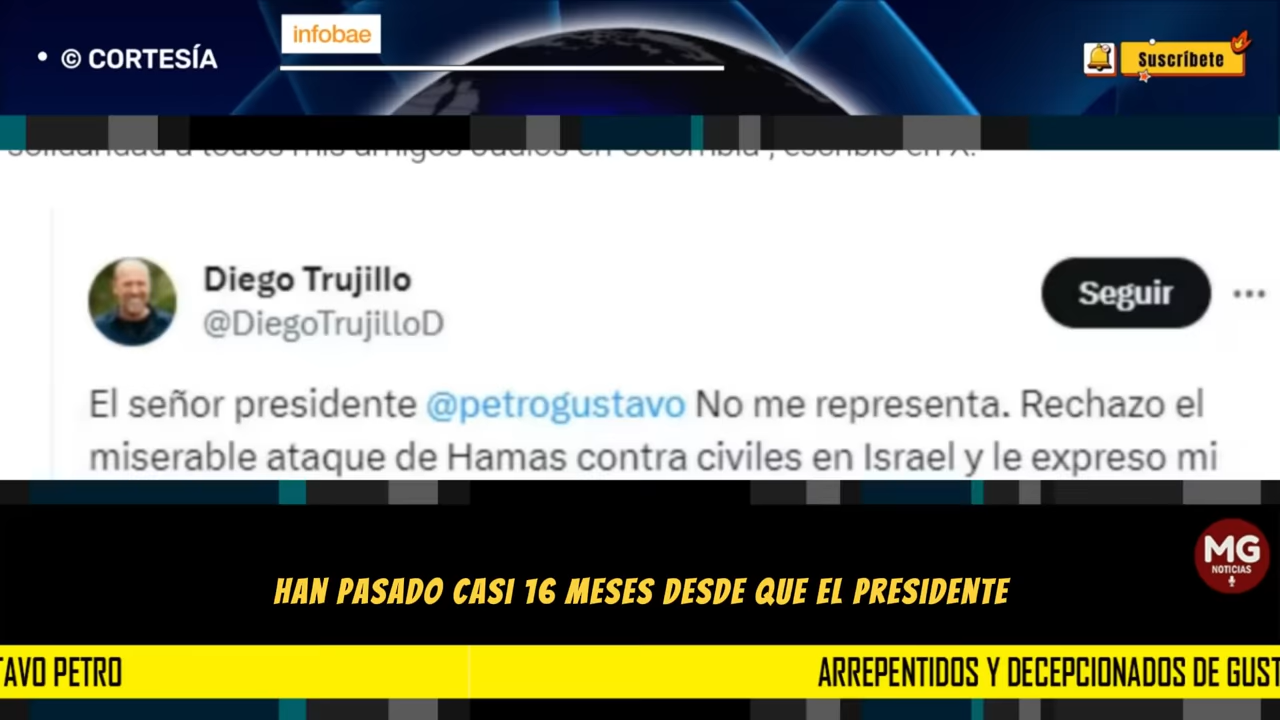 © CORTESÍA
infobae
Suscríbete
solidaridad a todos mis amigos judíos en Colombia", escribió en X.
Diego Trujillo
@DiegoTrujilloD
Seguir
El señor presidente @petrogustavo No me representa. Rechazo el
miserable ataque de Hamas contra civiles en Israel y le expreso mi
MG
NOTICIAS
HAN PASADO CASI 16 MESES DESDE QUE EL PRESIDENTE
TAVO PETRO
ARREPENTIDOS Y DECEPCIONADOS DE GUST